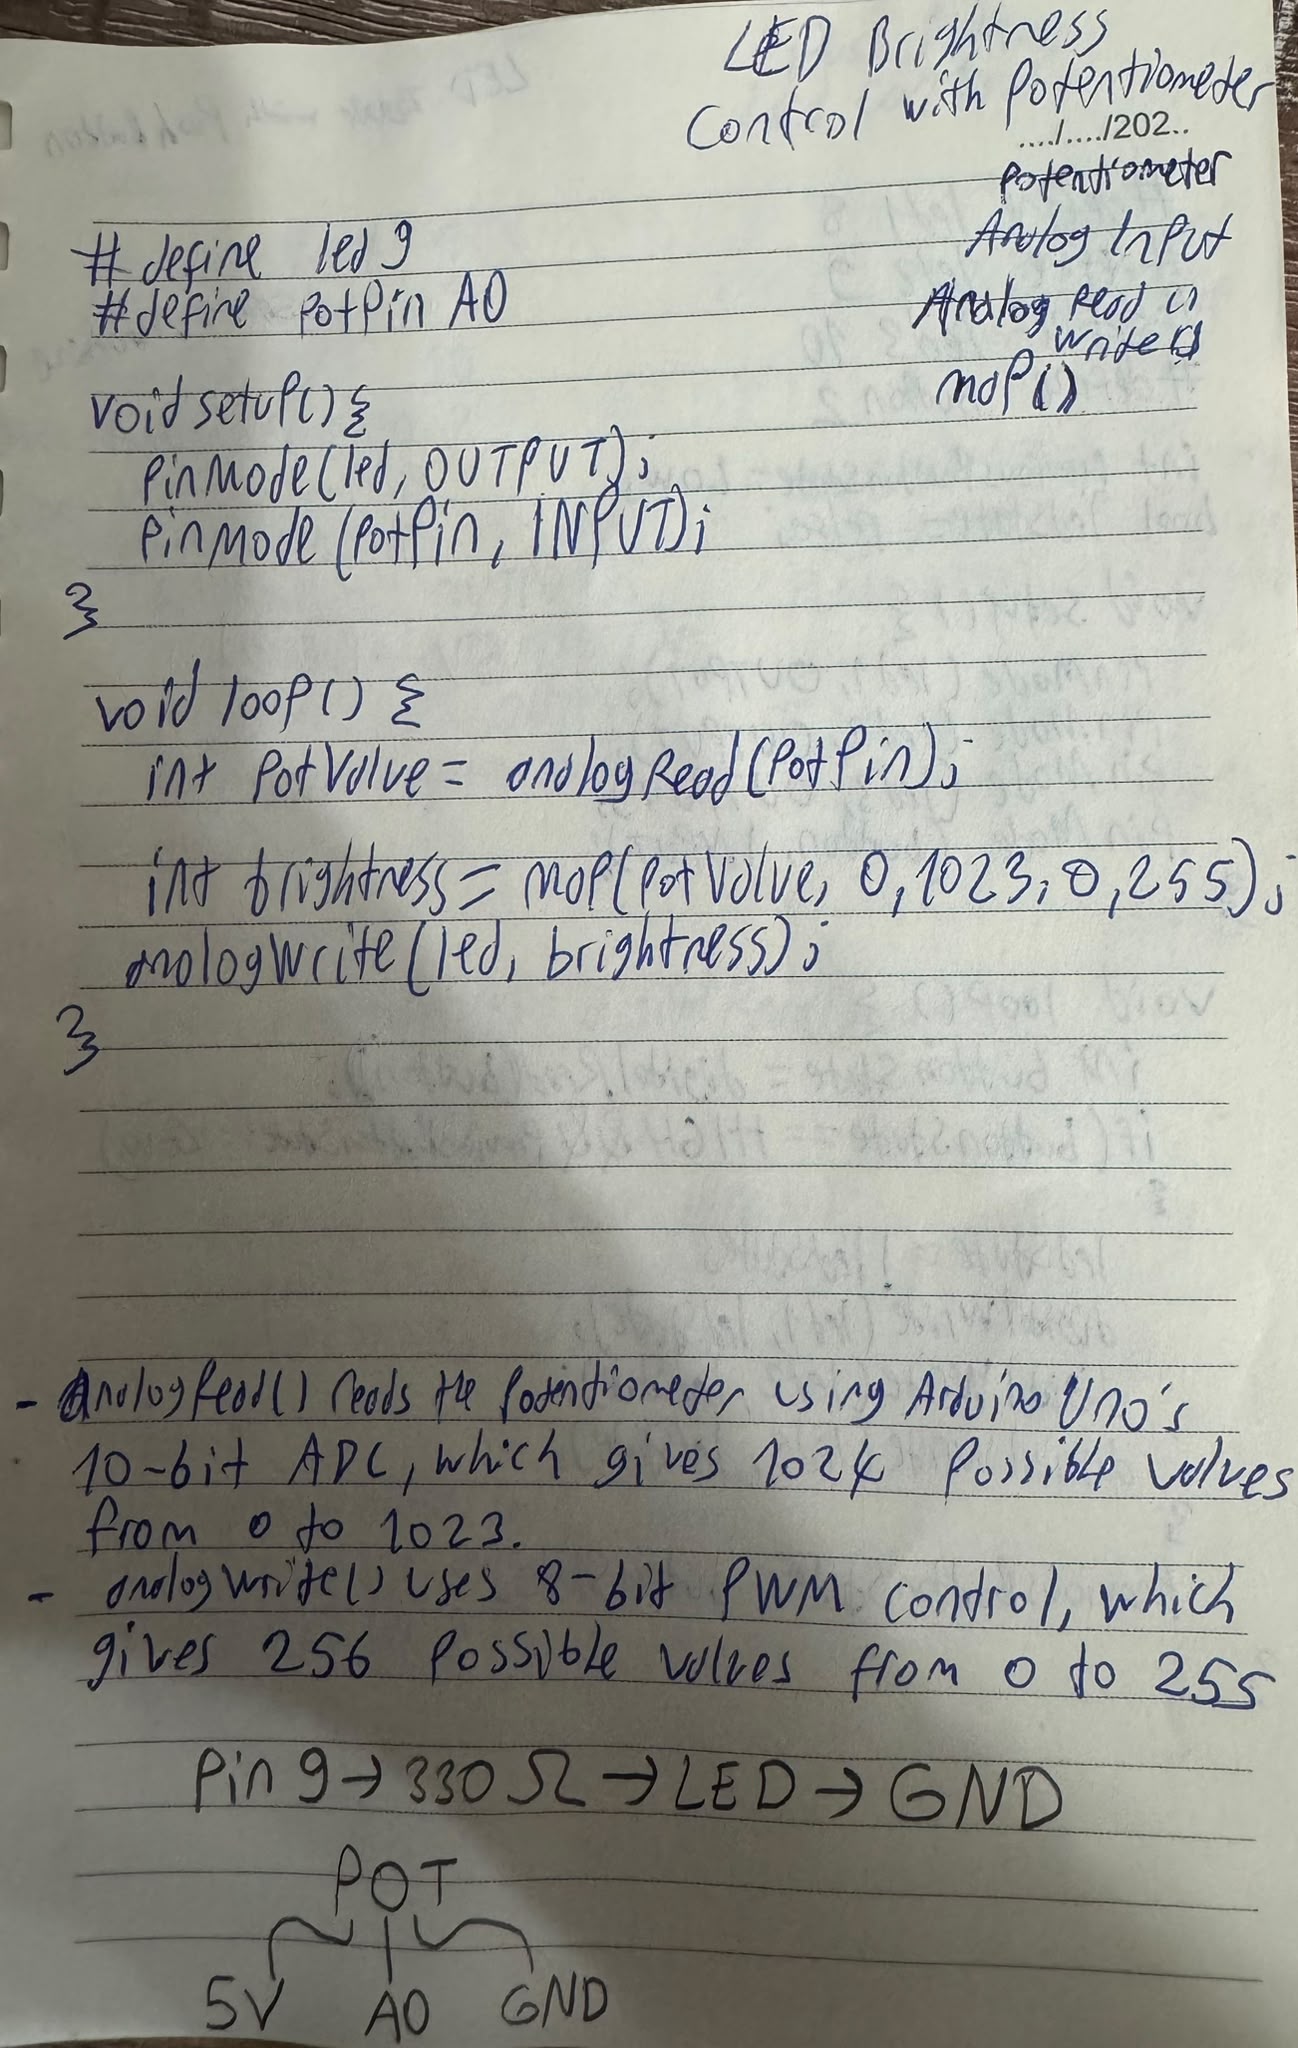 LED Brightness
Control with Potentiometer
..../..../202..
Potentiometer
Analog Input
Analog Read ()
Write()
map()
#define led 9
#define PotPin A0
void setup() {
PinMode(led, OUTPUT);
PinMode(PotPin, INPUT);
}
void loop() {
int PotValue = analogRead(PotPin);
int brightness = map(PotValue, 0, 1023, 0, 255);
analogWrite(led, brightness);
}
- AnalogRead() reads the Potentiometer using Arduino Uno's
10-bit ADC, which gives 1024 Possible values
from 0 to 1023.
- analogWrite() uses 8-bit PWM control, which
gives 256 Possible values from 0 to 255
Pin 9 → 330 Ω → LED → GND
POT
5V A0 GND